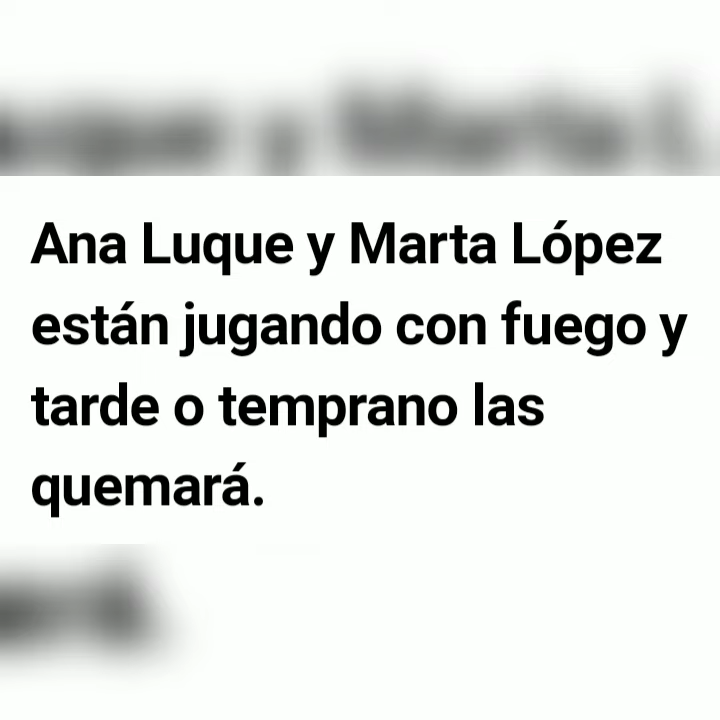 Ana Luque y Marta López
están jugando con fuego y
tarde o temprano las
quemará.